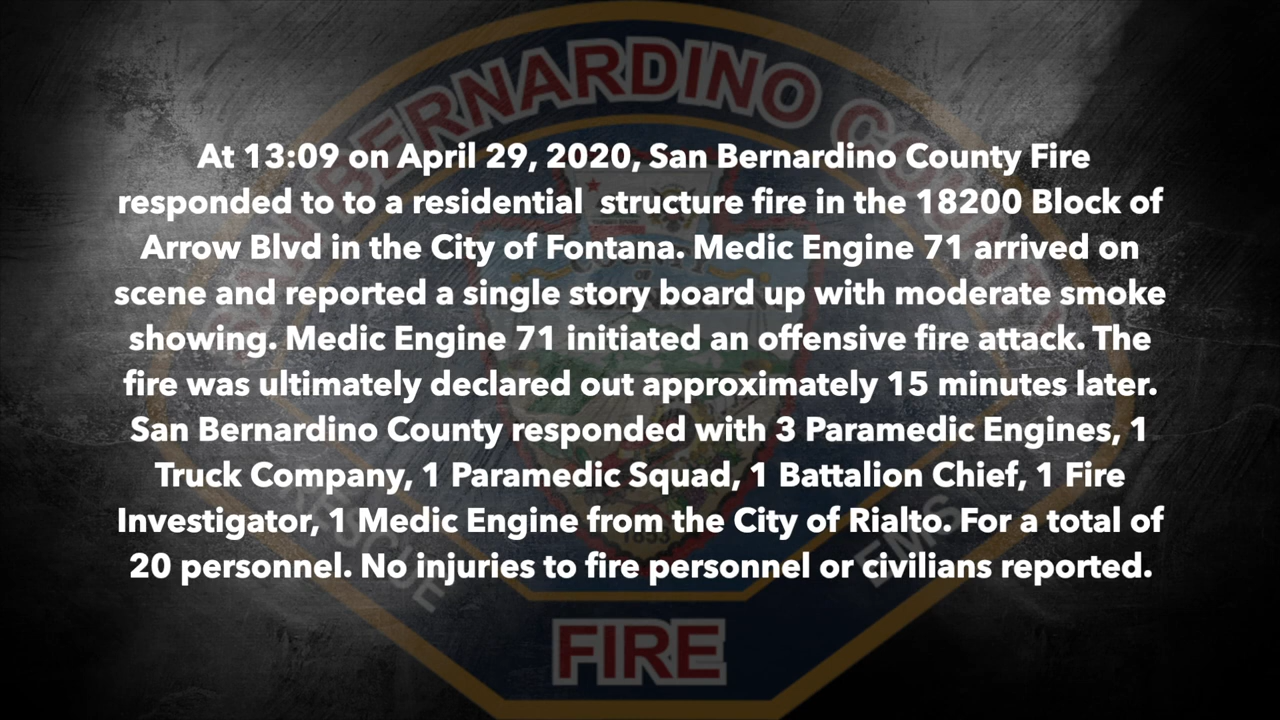 SAN BERNARDINO COUNTY
At 13:09 on April 29, 2020, San Bernardino County Fire
responded to to a residential  structure fire in the 18200 Block of
Arrow Blvd in the City of Fontana. Medic Engine 71 arrived on
scene and reported a single story board up with moderate smoke
showing. Medic Engine 71 initiated an offensive fire attack. The
fire was ultimately declared out approximately 15 minutes later.
San Bernardino County responded with 3 Paramedic Engines, 1
Truck Company, 1 Paramedic Squad, 1 Battalion Chief, 1 Fire
Investigator, 1 Medic Engine from the City of Rialto. For a total of
20 personnel. No injuries to fire personnel or civilians reported.
1853
RESCUE
EMS
FIRE